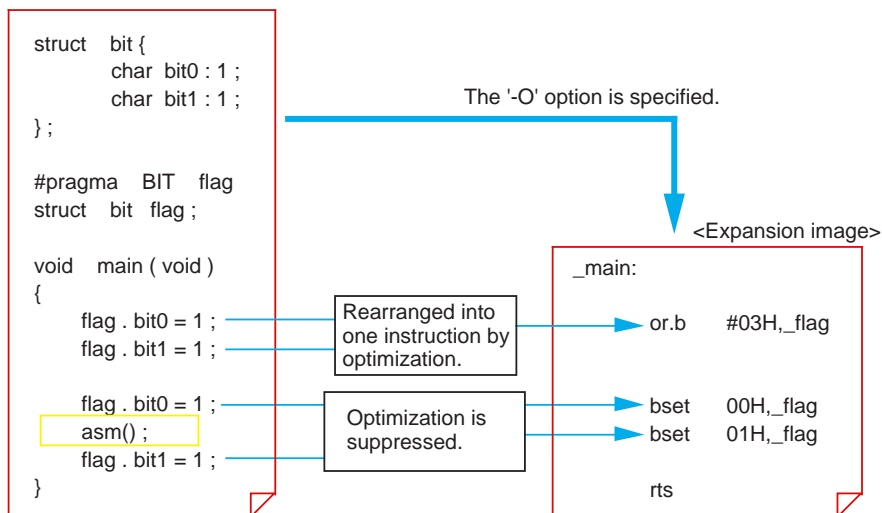 struct bit {
char bit0 : 1 ;
char bit1 : 1 ;
} ;
#pragma BIT flag
struct bit flag ;
void main ( void )
{
flag . bit0 = 1 ;
flag . bit1 = 1 ;
flag . bit0 = 1 ;
asm() ;
flag . bit1 = 1 ;
}
The '-O' option is specified.
Rearranged into
one instruction by
optimization.
Optimization is
suppressed.
<Expansion image>
_main:
or.b #03H,_flag
bset 00H,_flag
bset 01H,_flag
rts